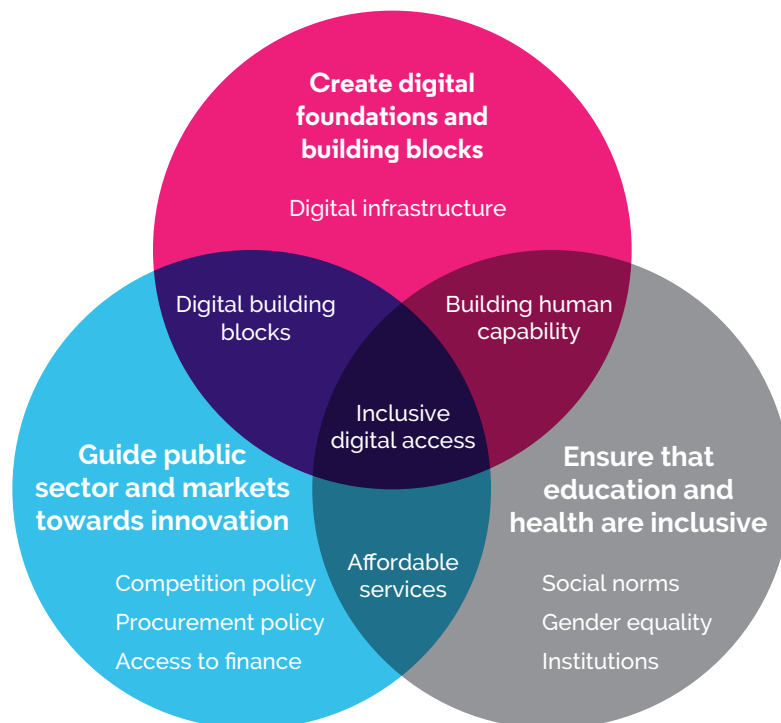 Create digital
foundations and
building blocks
Digital infrastructure
Digital building
blocks
Building human
capability
Inclusive
digital access
Guide public
sector and markets
towards innovation
Ensure that
education and
health are inclusive
Affordable
services
Competition policy
Procurement policy
Access to finance
Social norms
Gender equality
Institutions